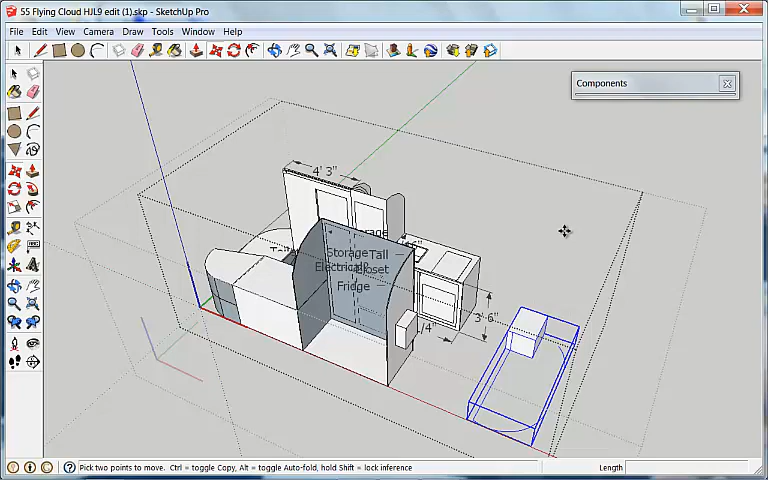 55 Flying Cloud HJL9 edit (1).skp - SketchUp Pro
File Edit View Camera Draw Tools Window Help
Components
4' 3"
Storage Tall
Electrical Closet
Fridge
3'-6"
1/4"
Pick two points to move. Ctrl = toggle Copy, Alt = toggle Auto-fold, hold Shift = lock inference
Length